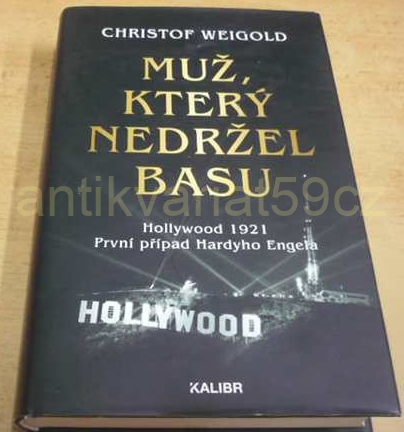 CHRISTOF WEIGOLD
MUŽ,
KTERÝ
NEDRŽEL
BASU
antikvariat59cz
Hollywood 1921
První případ Hardyho Engela
HOLLYWOOD
KALIBR